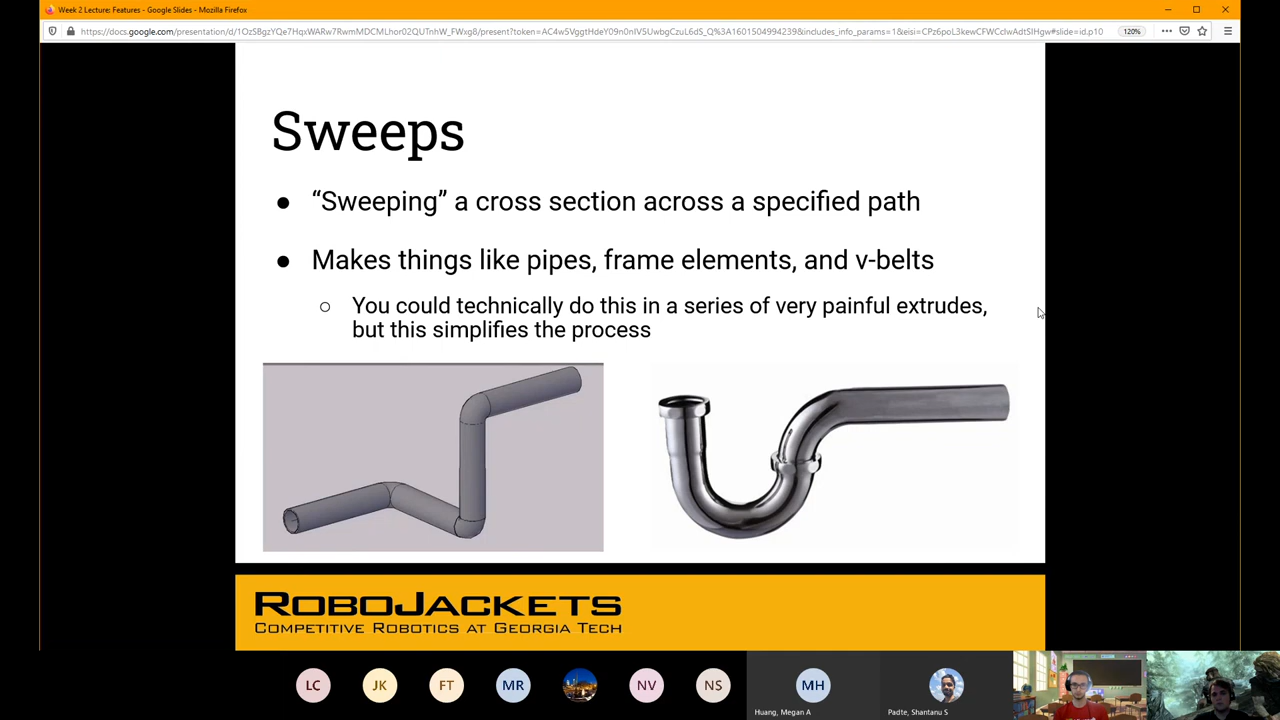 Week 2 Lecture: Features - Google Slides - Mozilla Firefox
120%
Sweeps
● “Sweeping” a cross section across a specified path
● Makes things like pipes, frame elements, and v-belts
○ You could technically do this in a series of very painful extrudes,
but this simplifies the process
ROBOJACKETS
COMPETITIVE ROBOTICS AT GEORGIA TECH
LC JK FT MR NV NS MH
Huang, Megan A
Padte, Shantanu S